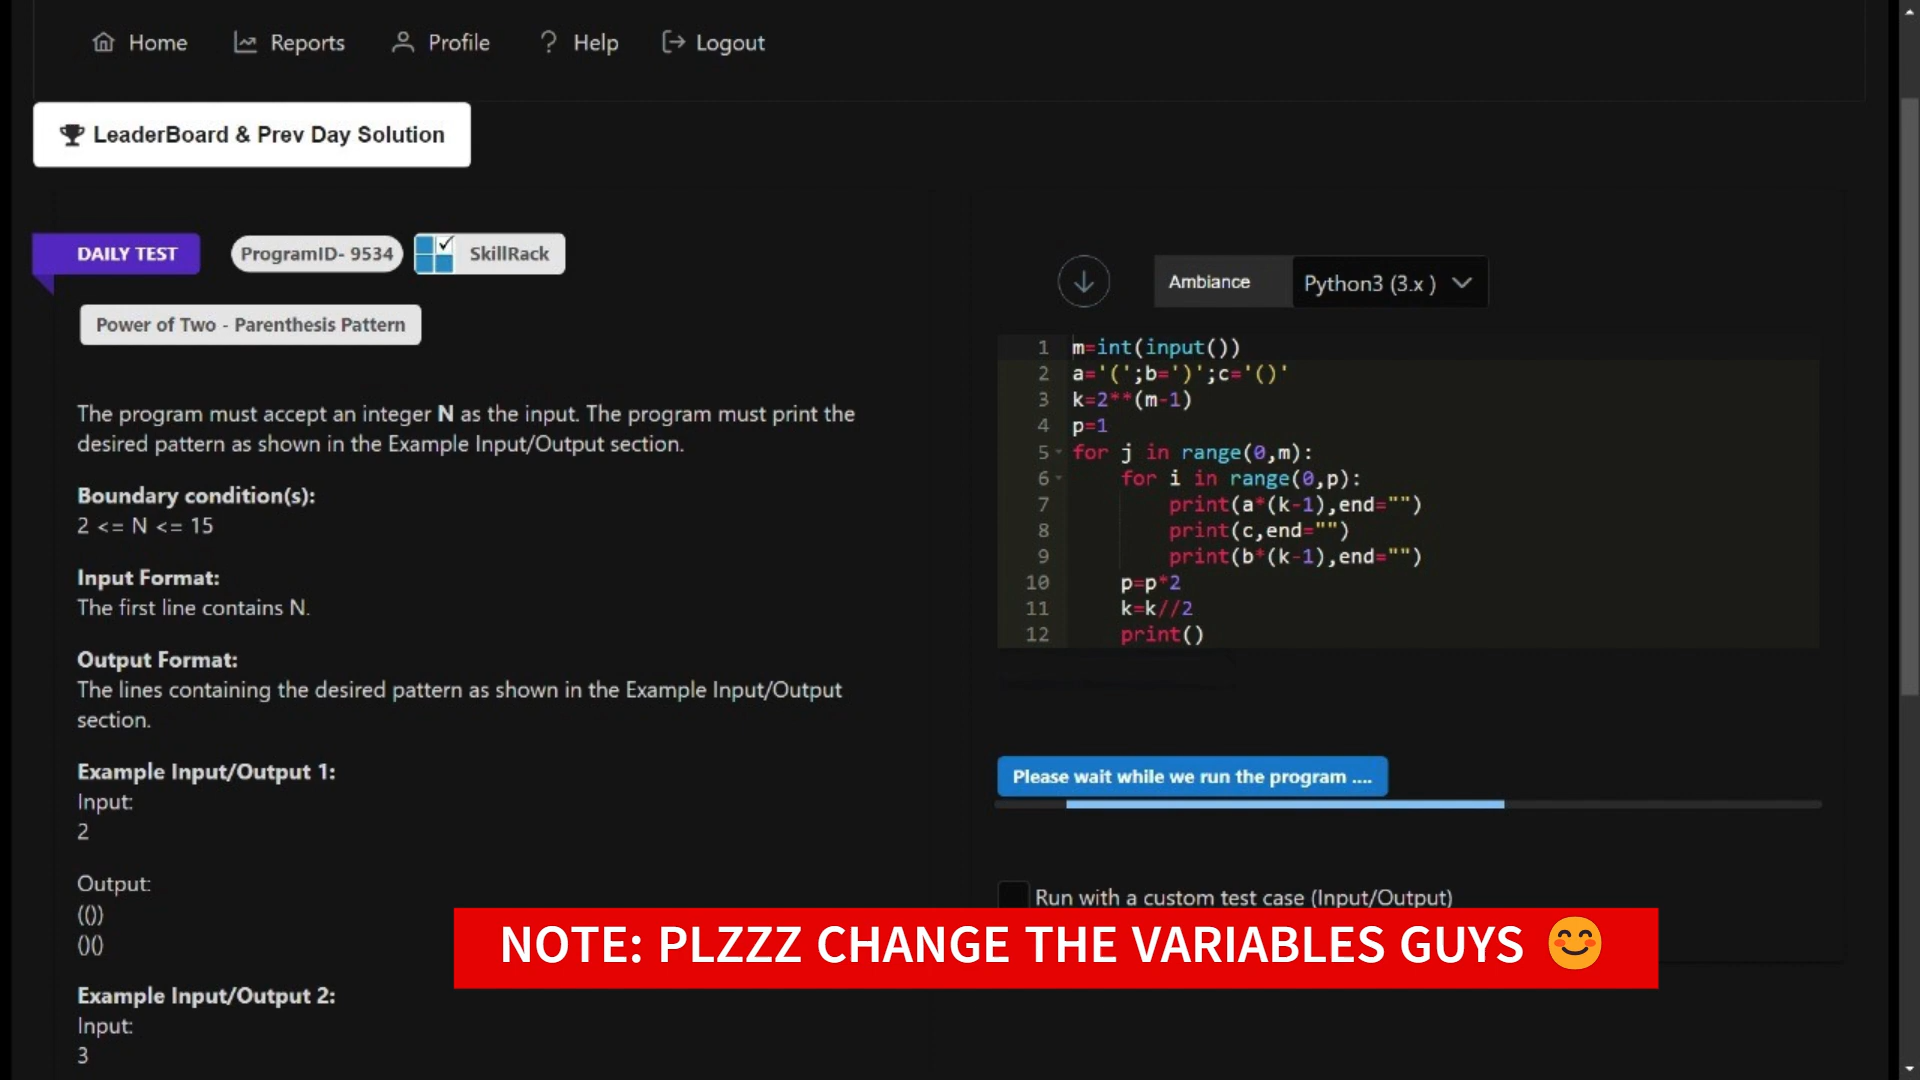 Home Reports Profile ? Help Logout
LeaderBoard & Prev Day Solution
DAILY TEST ProgramID- 9534 SkillRack
Power of Two - Parenthesis Pattern
The program must accept an integer N as the input. The program must print the
desired pattern as shown in the Example Input/Output section.
Boundary condition(s):
2 <= N <= 15
Input Format:
The first line contains N.
Output Format:
The lines containing the desired pattern as shown in the Example Input/Output
section.
Example Input/Output 1:
Input:
2
Output:
(())
()()
Example Input/Output 2:
Input:
3
Ambiance Python3 (3.x )
1 m=int(input())
2 a='(';b=')';c='()'
3 k=2**(m-1)
4 p=1
5 for j in range(0,m):
6     for i in range(0,p):
7         print(a*(k-1),end="")
8         print(c,end="")
9         print(b*(k-1),end="")
10     p=p*2
11     k=k//2
12     print()
Please wait while we run the program ....
Run with a custom test case (Input/Output)
NOTE: PLZZZ CHANGE THE VARIABLES GUYS 😊